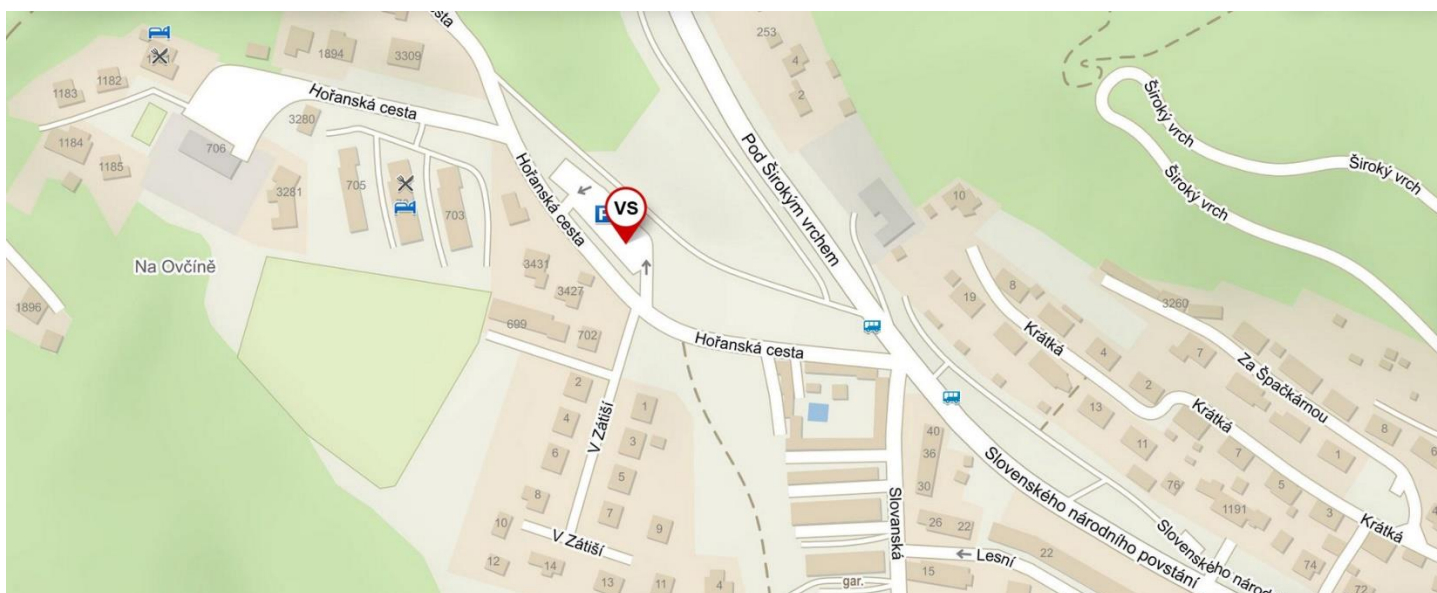 253
1894
3309
4
1182
1183
2
Hořanská cesta
Široký vrch
3280
Pod Širokým vrchem
Široký vrch
1184
706
1185
Hořanská cesta
Široký vrch
3281
705
10
VS
703
Na Ovčíně
3431
8
19
3427
1896
3260
699
702
Hořanská cesta
Krátká
4
7
Za Špačkárnou
2
2
1
13
Krátká
4
V Zátiší
3
40
11
8
6
36
Slovenského národního povstání
7
1
5
30
76
5
8
Slovanská
7
1191
3
10
9
26
22
Krátká
V Zátiší
Slovenského národ
12
14
Lesní
22
74
13
11
4
gar.
15
72